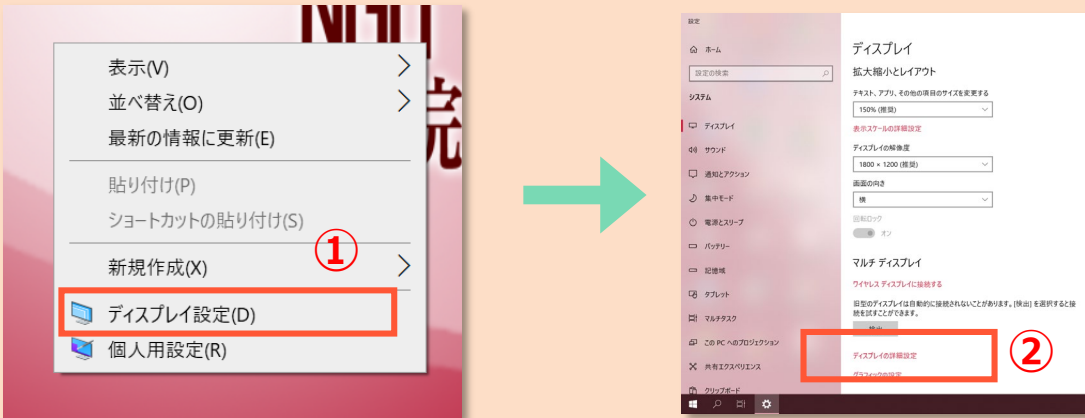 NGU
院
表示(V)
並べ替え(O)
最新の情報に更新(E)
貼り付け(P)
ショートカットの貼り付け(S)
新規作成(X)
①
ディスプレイ設定(D)
個人用設定(R)
設定
ホーム
設定の検索
システム
ディスプレイ
サウンド
通知とアクション
集中モード
電源とスリープ
バッテリー
記憶域
タブレット
マルチタスク
この PC へのプロジェクション
共有エクスペリエンス
クリップボード
ディスプレイ
拡大縮小とレイアウト
テキスト、アプリ、その他の項目のサイズを変更する
150% (推奨)
表示スケールの詳細設定
ディスプレイの解像度
1800 × 1200 (推奨)
画面の向き
横
回転ロック
オン
マルチ ディスプレイ
ワイヤレス ディスプレイに接続する
旧型のディスプレイは自動的に接続されないことがあります。[検出] を選択すると接
続を試すことができます。
検出
ディスプレイの詳細設定
グラフィックの設定
②